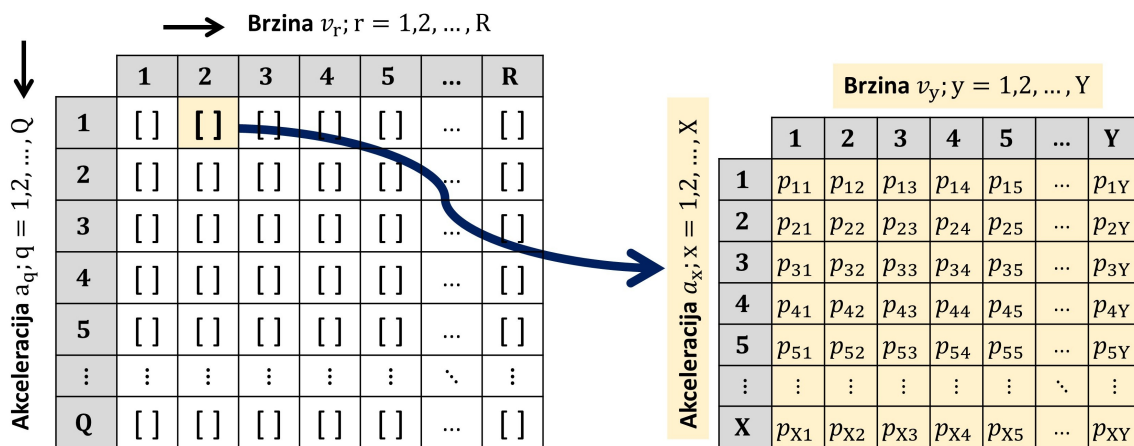 Brzina v_r; r = 1,2, …, R
Akceleracija a_q; q = 1,2, …, Q
1 2 3 4 5 … R
1 [ ] [ ] [ ] [ ] [ ] … [ ]
2 [ ] [ ] [ ] [ ] [ ] … [ ]
3 [ ] [ ] [ ] [ ] [ ] … [ ]
4 [ ] [ ] [ ] [ ] [ ] … [ ]
5 [ ] [ ] [ ] [ ] [ ] … [ ]
⋮ ⋮ ⋮ ⋮ ⋮ ⋮ ⋱ ⋮
Q [ ] [ ] [ ] [ ] [ ] … [ ]
Brzina v_y; y = 1,2, …, Y
Akceleracija a_x; x = 1,2, …, X
1 2 3 4 5 … Y
1 p_11 p_12 p_13 p_14 p_15 … p_1Y
2 p_21 p_22 p_23 p_24 p_25 … p_2Y
3 p_31 p_32 p_33 p_34 p_35 … p_3Y
4 p_41 p_42 p_43 p_44 p_45 … p_4Y
5 p_51 p_52 p_53 p_54 p_55 … p_5Y
⋮ ⋮ ⋮ ⋮ ⋮ ⋮ ⋱ ⋮
X p_X1 p_X2 p_X3 p_X4 p_X5 … p_XY